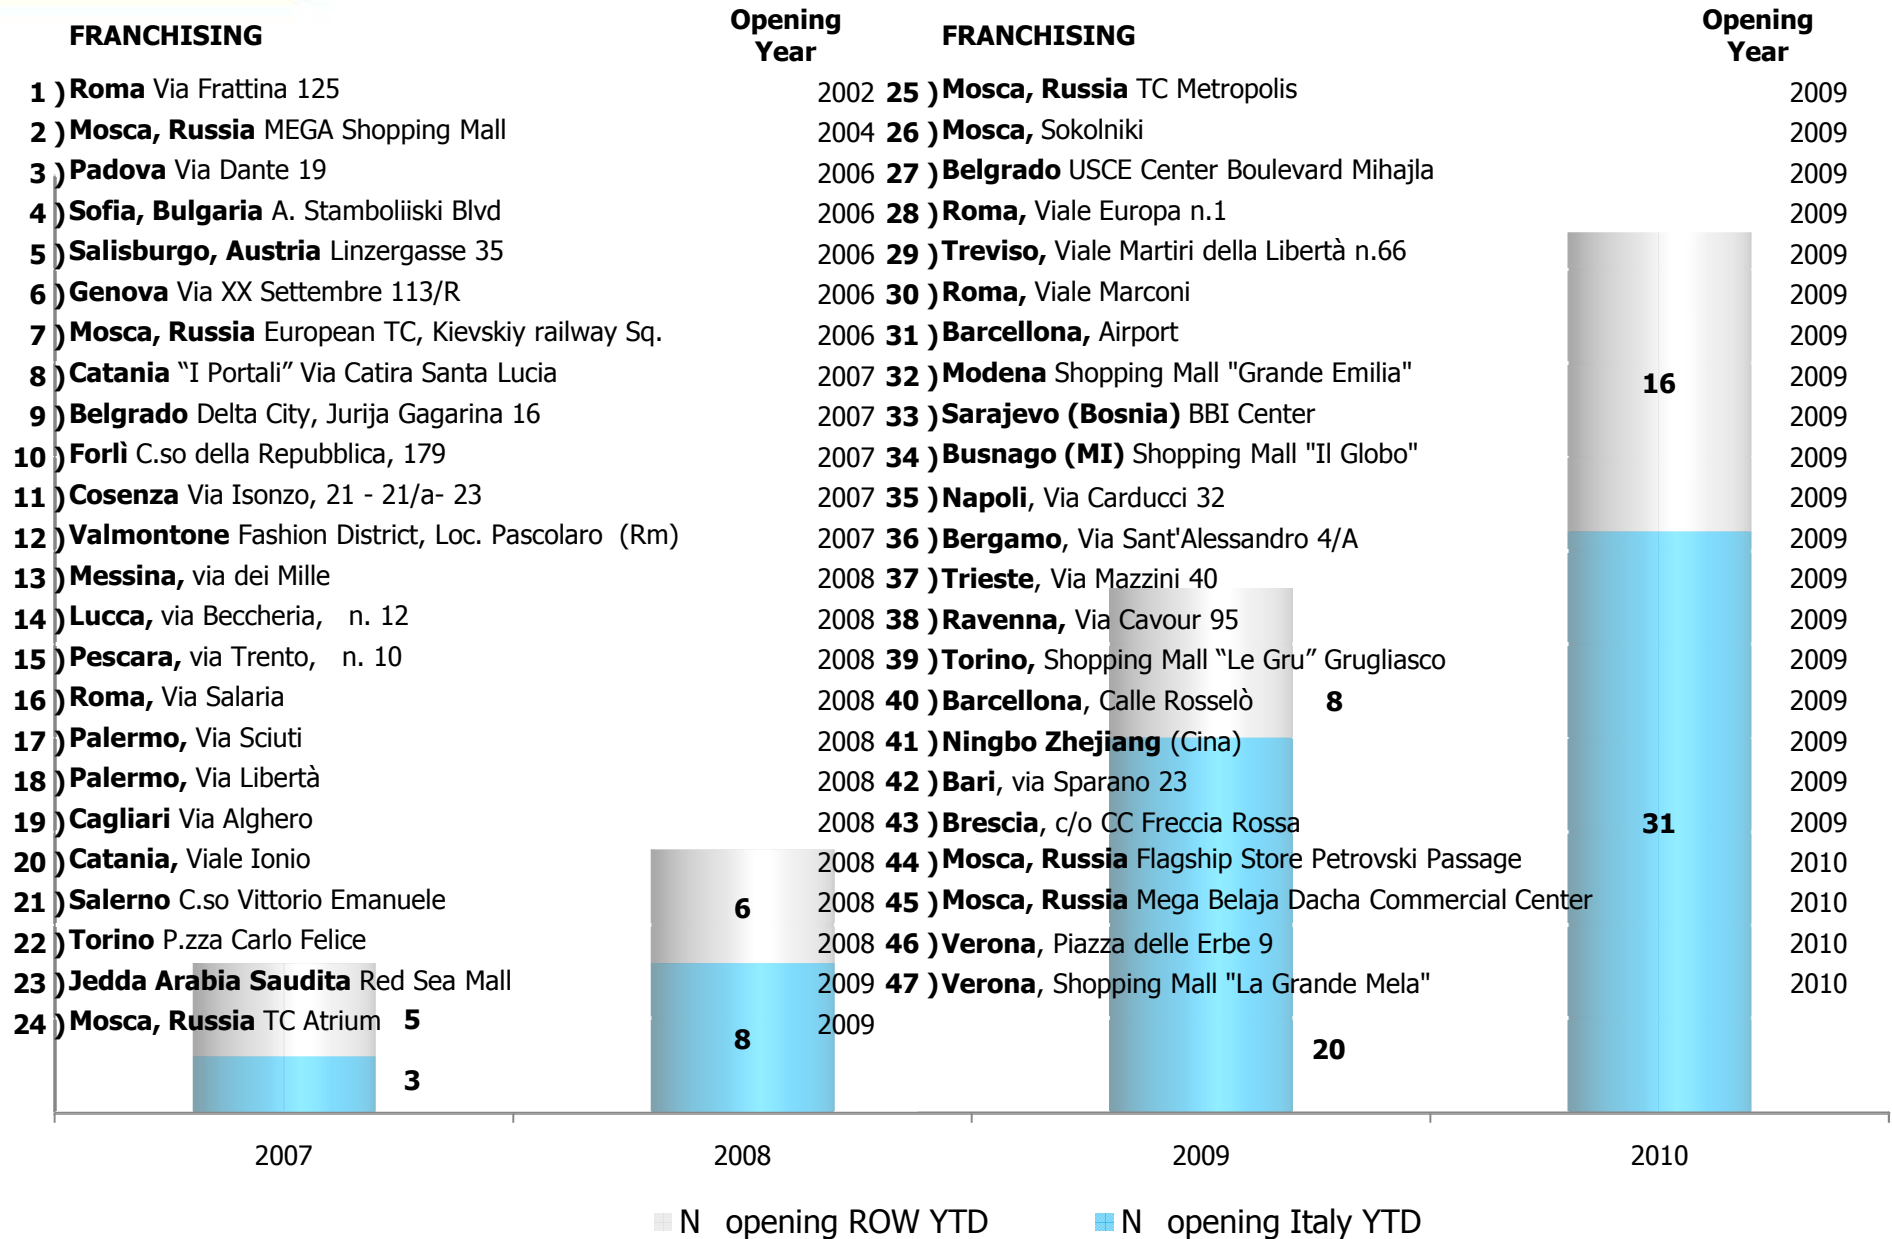 FRANCHISING Opening Year
1 ) Roma Via Frattina 125 2002
2 ) Mosca, Russia MEGA Shopping Mall 2004
3 ) Padova Via Dante 19 2006
4 ) Sofia, Bulgaria A. Stamboliiski Blvd 2006
5 ) Salisburgo, Austria Linzergasse 35 2006
6 ) Genova Via XX Settembre 113/R 2006
7 ) Mosca, Russia European TC, Kievskiy railway Sq. 2006
8 ) Catania “I Portali” Via Catira Santa Lucia 2007
9 ) Belgrado Delta City, Jurija Gagarina 16 2007
10 ) Forlì C.so della Repubblica, 179 2007
11 ) Cosenza Via Isonzo, 21 - 21/a- 23 2007
12 ) Valmontone Fashion District, Loc. Pascolaro (Rm) 2007
13 ) Messina, via dei Mille 2008
14 ) Lucca, via Beccheria, n. 12 2008
15 ) Pescara, via Trento, n. 10 2008
16 ) Roma, Via Salaria 2008
17 ) Palermo, Via Sciuti 2008
18 ) Palermo, Via Libertà 2008
19 ) Cagliari Via Alghero 2008
20 ) Catania, Viale Ionio 2008
21 ) Salerno C.so Vittorio Emanuele 2008
22 ) Torino P.zza Carlo Felice 2008
23 ) Jedda Arabia Saudita Red Sea Mall 2009
24 ) Mosca, Russia TC Atrium 2009
FRANCHISING Opening Year
25 ) Mosca, Russia TC Metropolis 2009
26 ) Mosca, Sokolniki 2009
27 ) Belgrado USCE Center Boulevard Mihajla 2009
28 ) Roma, Viale Europa n.1 2009
29 ) Treviso, Viale Martiri della Libertà n.66 2009
30 ) Roma, Viale Marconi 2009
31 ) Barcellona, Airport 2009
32 ) Modena Shopping Mall "Grande Emilia" 2009
33 ) Sarajevo (Bosnia) BBI Center 2009
34 ) Busnago (MI) Shopping Mall "Il Globo" 2009
35 ) Napoli, Via Carducci 32 2009
36 ) Bergamo, Via Sant'Alessandro 4/A 2009
37 ) Trieste, Via Mazzini 40 2009
38 ) Ravenna, Via Cavour 95 2009
39 ) Torino, Shopping Mall “Le Gru” Grugliasco 2009
40 ) Barcellona, Calle Rosselò 2009
41 ) Ningbo Zhejiang (Cina) 2009
42 ) Bari, via Sparano 23 2009
43 ) Brescia, c/o CC Freccia Rossa 2009
44 ) Mosca, Russia Flagship Store Petrovski Passage 2010
45 ) Mosca, Russia Mega Belaja Dacha Commercial Center 2010
46 ) Verona, Piazza delle Erbe 9 2010
47 ) Verona, Shopping Mall "La Grande Mela" 2010
5
3
6
8
8
20
16
31
2007 2008 2009 2010
N opening ROW YTD N opening Italy YTD